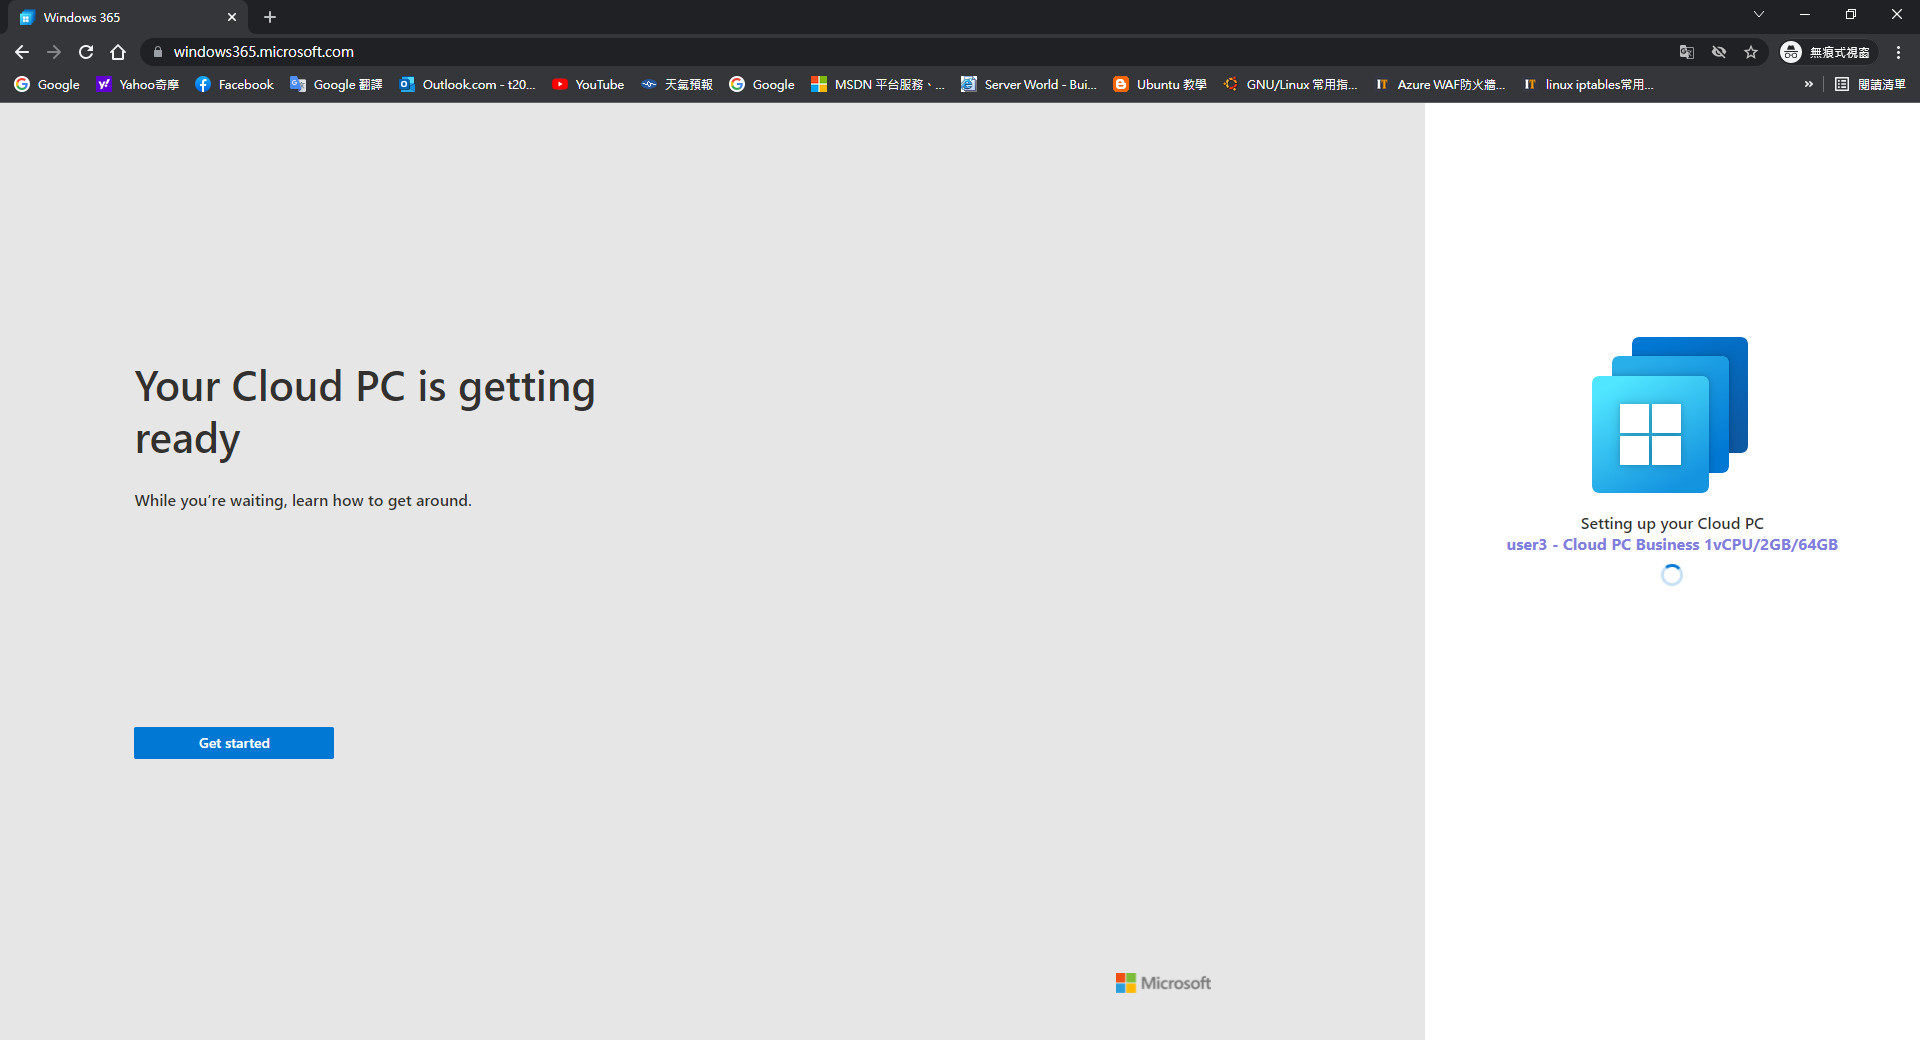 Windows 365
windows365.microsoft.com
無痕式視窗
Google
Yahoo奇摩
Facebook
Google 翻譯
Outlook.com - t20...
YouTube
天氣預報
Google
MSDN 平台服務、...
Server World - Bui...
Ubuntu 教學
GNU/Linux 常用指...
IT Azure WAF防火牆...
IT linux iptables常用...
»
閱讀清單
Your Cloud PC is getting
ready
While you’re waiting, learn how to get around.
Get started
Microsoft
Setting up your Cloud PC
user3 - Cloud PC Business 1vCPU/2GB/64GB